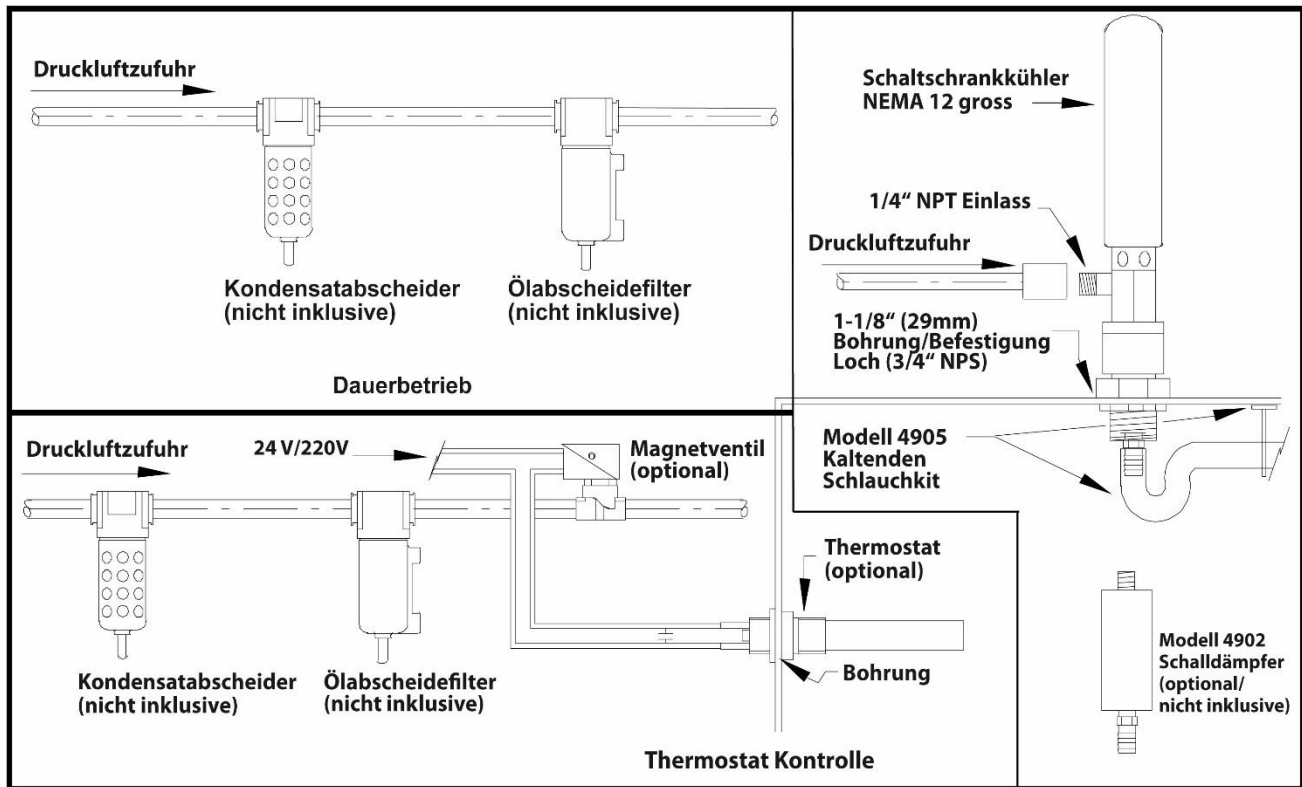 Druckluftzufuhr
Kondensatabscheider
(nicht inklusive)
Ölabscheidefilter
(nicht inklusive)
Dauerbetrieb
Schaltschrankkühler
NEMA 12 gross
1/4“ NPT Einlass
Druckluftzufuhr
1-1/8“ (29mm)
Bohrung/Befestigung
Loch (3/4“ NPS)
Modell 4905
Kaltenden
Schlauchkit
Modell 4902
Schalldämpfer
(optional/
nicht inklusive)
Druckluftzufuhr
24 V/220V
Magnetventil
(optional)
Thermostat
(optional)
Bohrung
Kondensatabscheider
(nicht inklusive)
Ölabscheidefilter
(nicht inklusive)
Thermostat Kontrolle